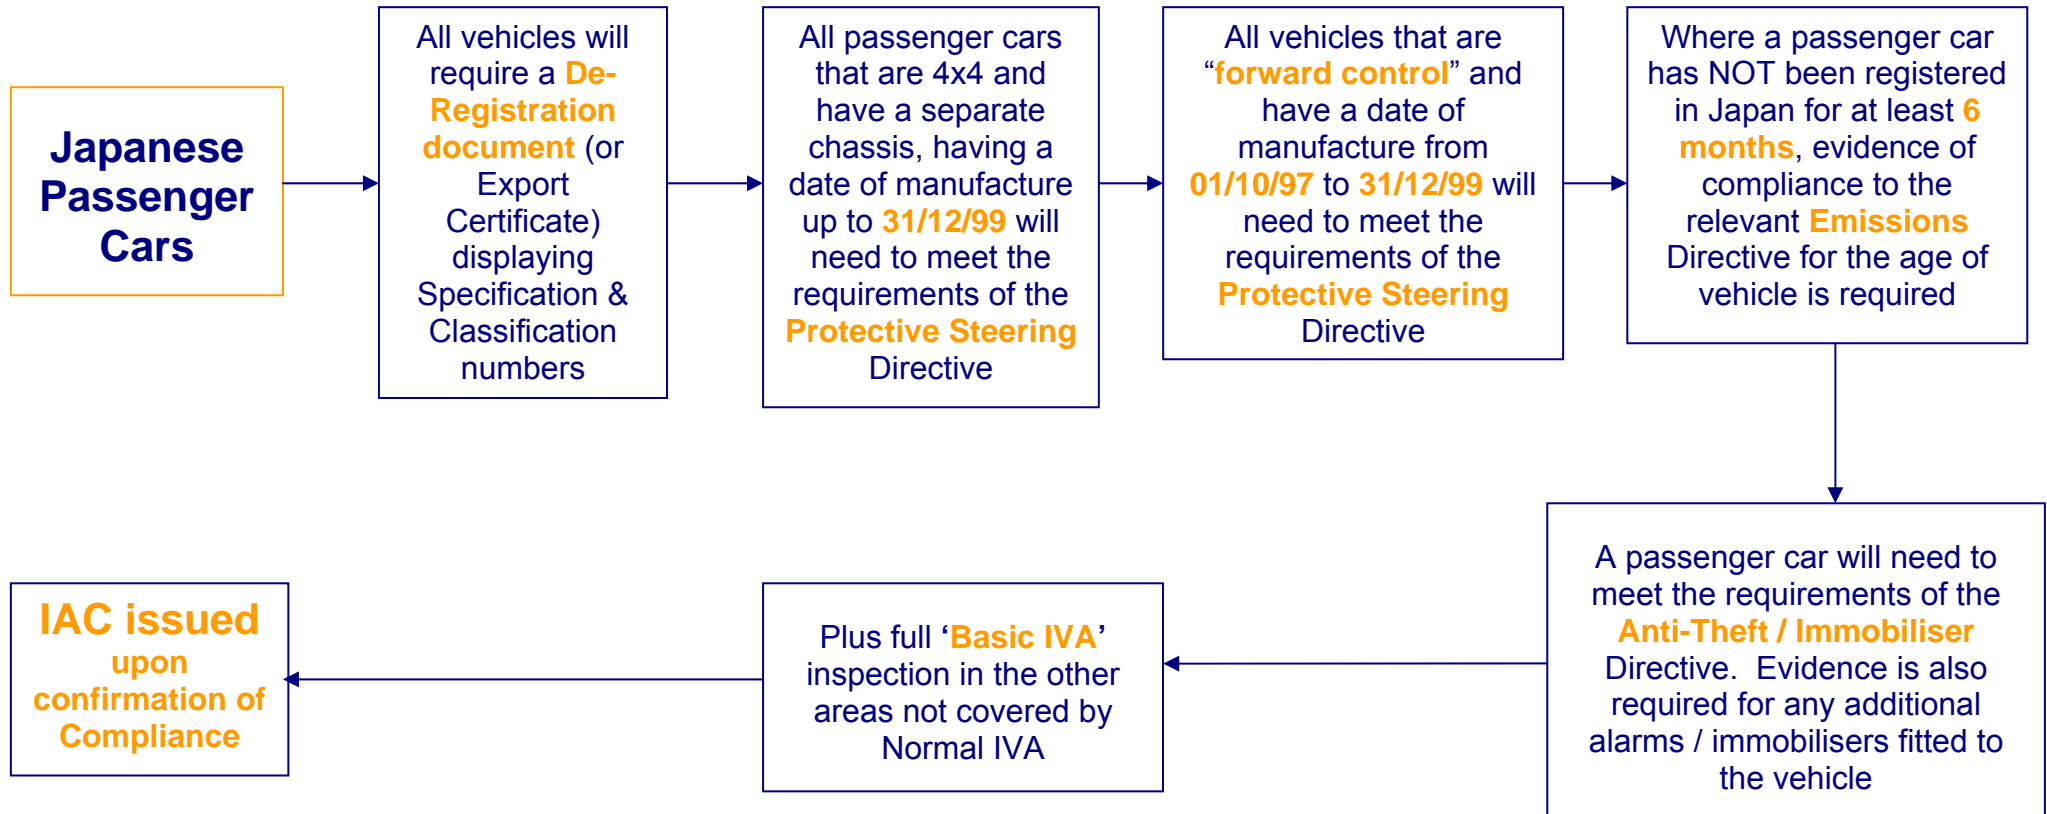 Japanese
Passenger
Cars
All vehicles will
require a De-
Registration
document (or
Export
Certificate)
displaying
Specification &
Classification
numbers
All passenger cars
that are 4x4 and
have a separate
chassis, having a
date of manufacture
up to 31/12/99 will
need to meet the
requirements of the
Protective Steering
Directive
All vehicles that are
“forward control” and
have a date of
manufacture from
01/10/97 to 31/12/99 will
need to meet the
requirements of the
Protective Steering
Directive
Where a passenger car
has NOT been registered
in Japan for at least 6
months, evidence of
compliance to the
relevant Emissions
Directive for the age of
vehicle is required
A passenger car will need to
meet the requirements of the
Anti-Theft / Immobiliser
Directive.  Evidence is also
required for any additional
alarms / immobilisers fitted to
the vehicle
Plus full ‘Basic IVA’
inspection in the other
areas not covered by
Normal IVA
IAC issued
upon
confirmation of
Compliance